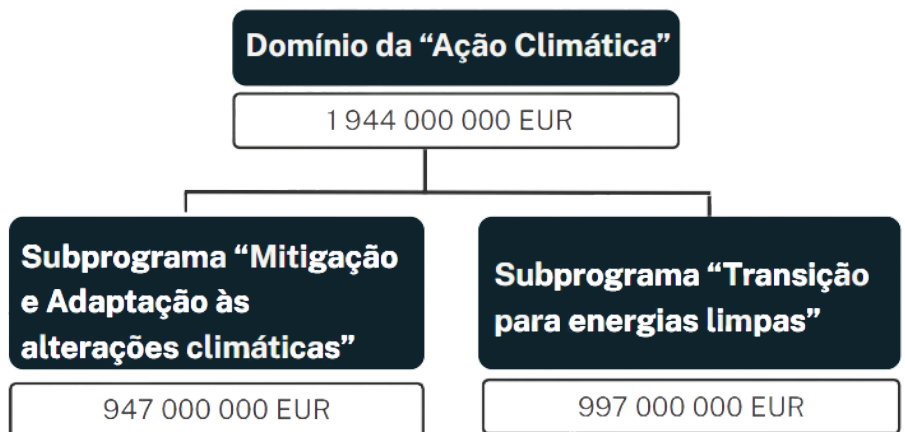 Domínio da “Ação Climática”
1 944 000 000 EUR
Subprograma “Mitigação
e Adaptação às
alterações climáticas”
947 000 000 EUR
Subprograma “Transição
para energias limpas”
997 000 000 EUR